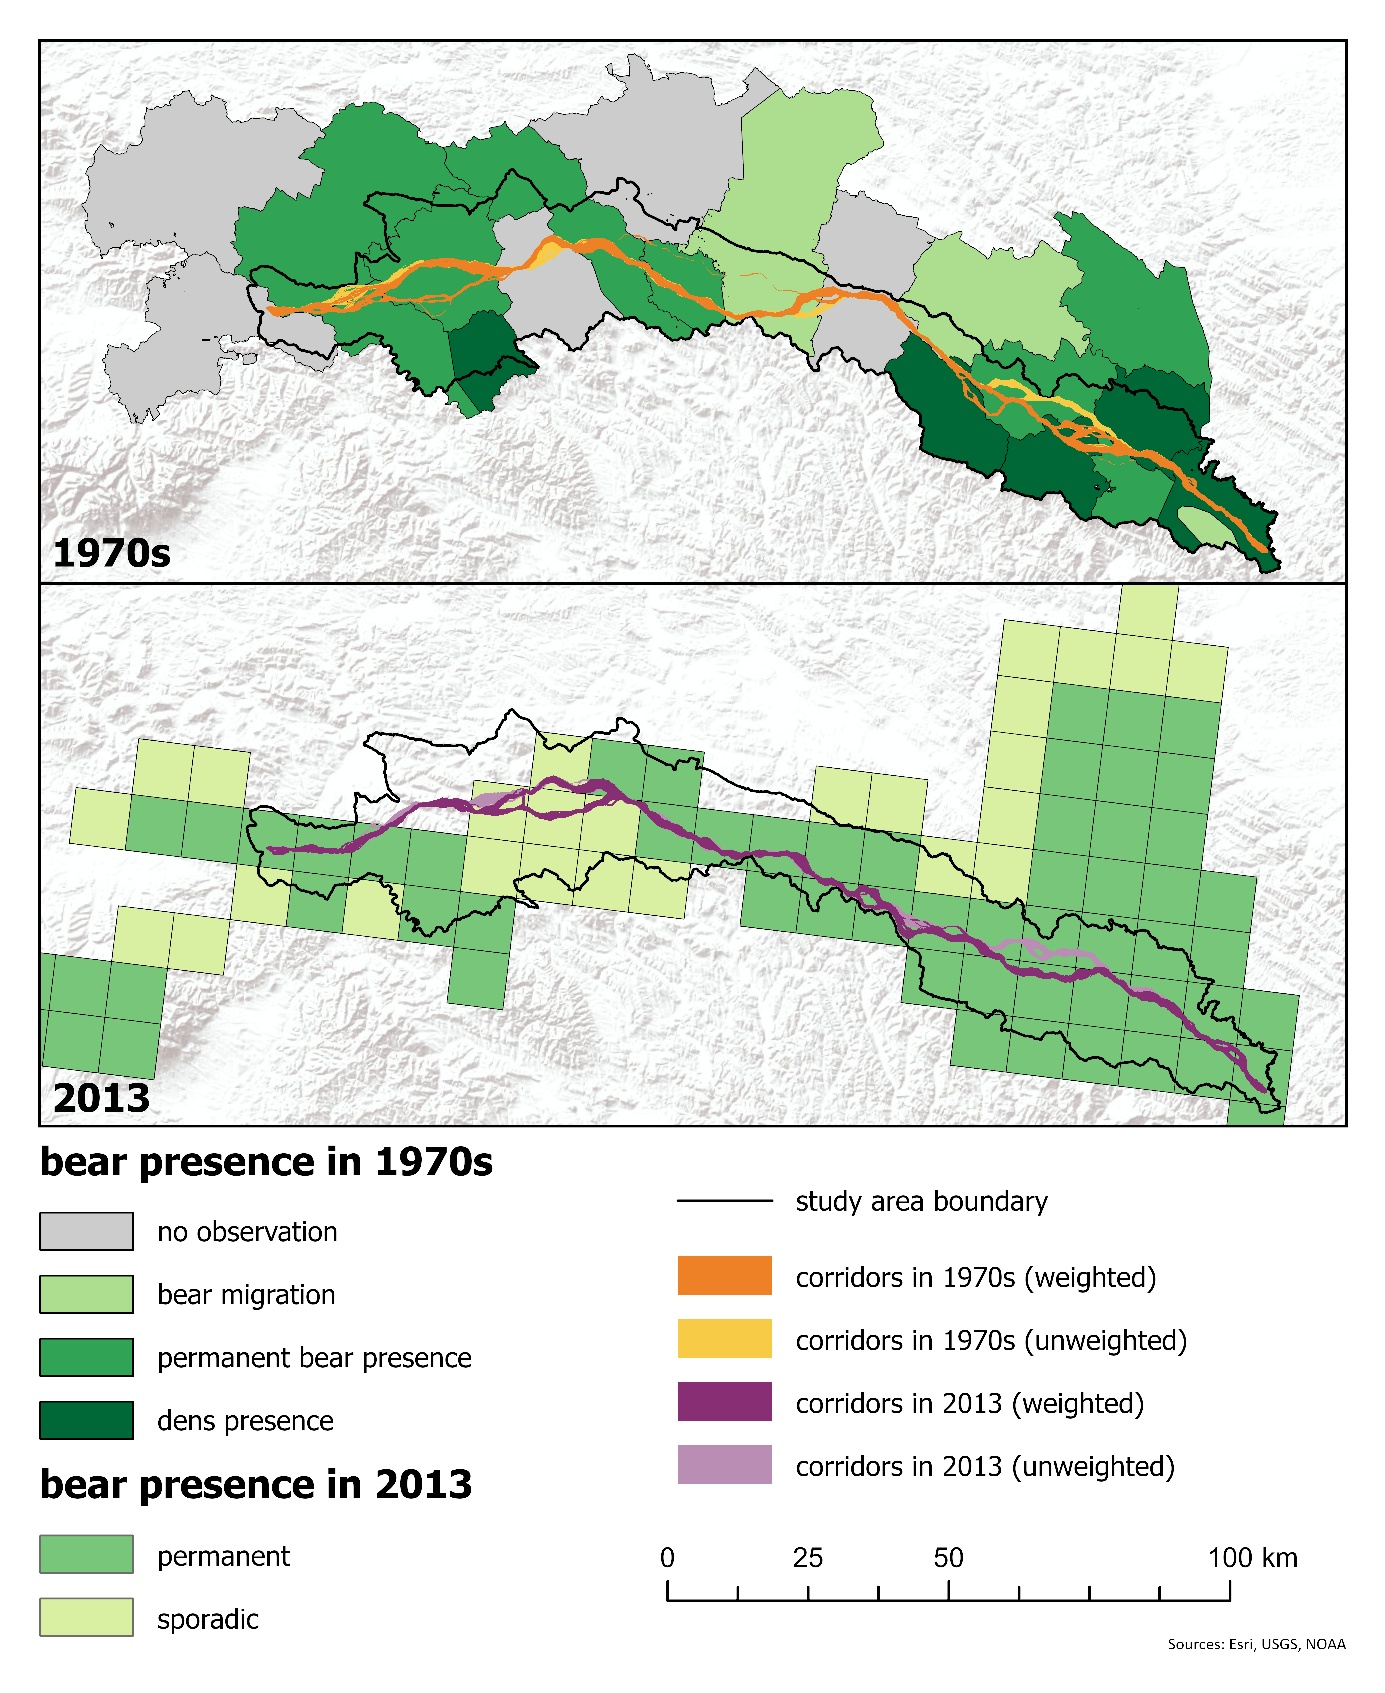 1970s
2013
bear presence in 1970s
no observation
bear migration
permanent bear presence
dens presence
bear presence in 2013
permanent
sporadic
study area boundary
corridors in 1970s (weighted)
corridors in 1970s (unweighted)
corridors in 2013 (weighted)
corridors in 2013 (unweighted)
0 25 50 100 km
Sources: Esri, USGS, NOAA